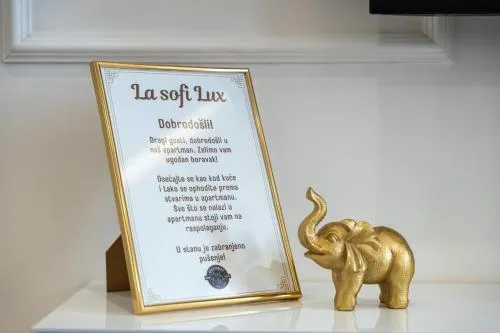 La sofi Lux
Dobrodošli!
Dragi gosti, dobrodošli u
naš apartman. Želimo vam
ugodan boravak!
Osećajte se kao kod kuće
i tako se ophodite prema
stvarima u apartmanu.
Sve što se nalazi u
apartmanu stoji vam na
raspolaganju.
U stanu je zabranjeno
pušenje!